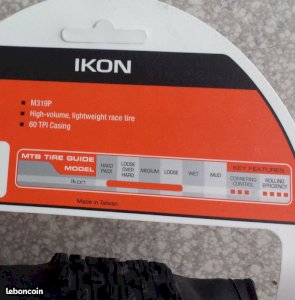 IKON
M319P
High-volume, lightweight race tire
60 TPI Casing
MTB TIRE GUIDE
MODEL
HARD PACK
LOOSE OVER HARD
MEDIUM
LOOSE
WET
MUD
KEY FEATURES
CORNERING CONTROL
ROLLING EFFICIENCY
Ikon
Made in Taiwan
leboncoin